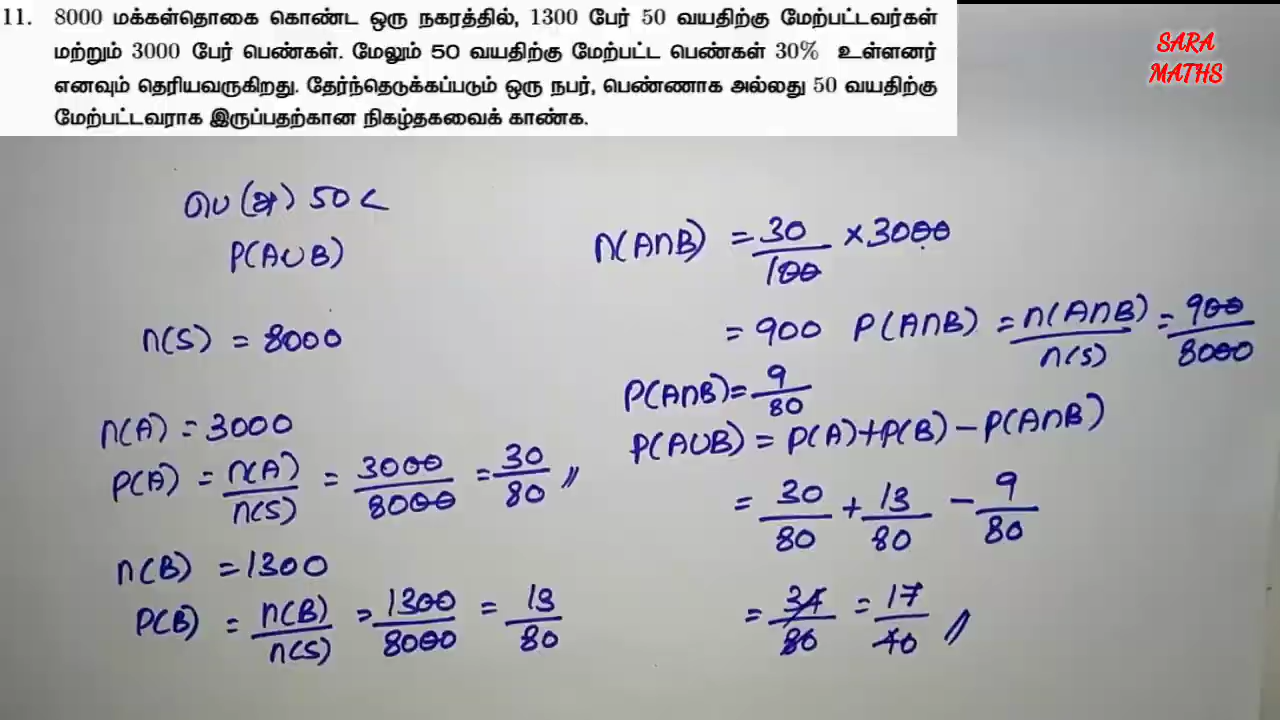 11. 8000 மக்கள்தொகை கொண்ட ஒரு நகரத்தில், 1300 பேர் 50 வயதிற்கு மேற்பட்டவர்கள்
மற்றும் 3000 பேர் பெண்கள். மேலும் 50 வயதிற்கு மேற்பட்ட பெண்கள் 30% உள்ளனர்
எனவும் தெரியவருகிறது. தேர்ந்தெடுக்கப்படும் ஒரு நபர், பெண்ணாக அல்லது 50 வயதிற்கு
மேற்பட்டவராக இருப்பதற்கான நிகழ்தகவைக் காண்க.
SARA
MATHS
பெ (அ) 50 <
P(A∪B)
n(S) = 8000
n(A) = 3000
P(A) = n(A)/n(S) = 3000/8000 = 30/80 //
n(B) = 1300
P(B) = n(B)/n(S) = 1300/8000 = 13/80
n(A∩B) = 30/100 × 3000
= 900 P(A∩B) = n(A∩B)/n(S) = 900/8000
P(A∩B) = 9/80
P(A∪B) = P(A)+P(B) - P(A∩B)
= 30/80 + 13/80 - 9/80
= 34/80 = 17/40 //